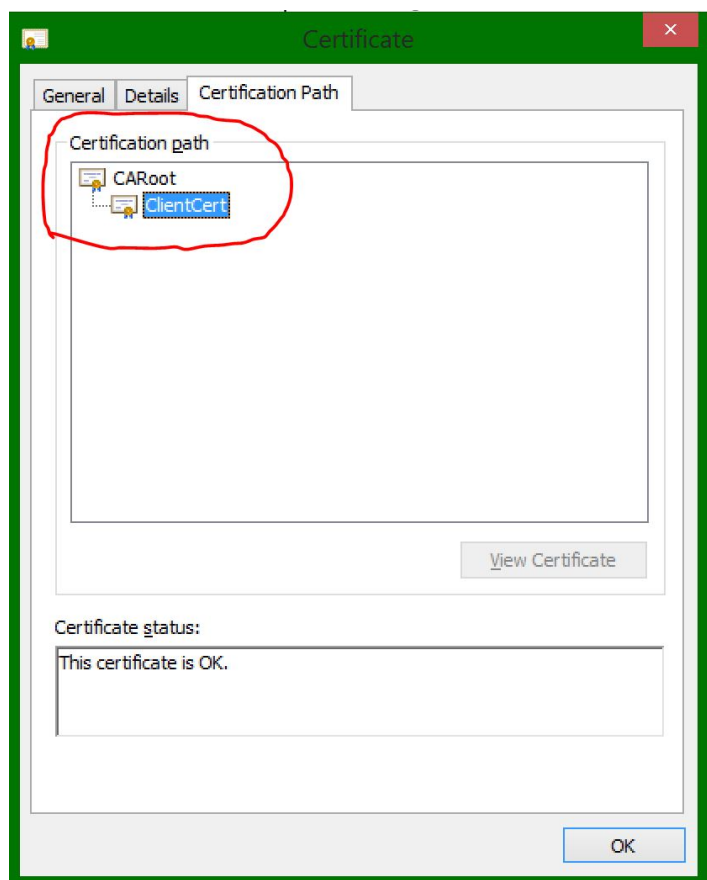 Certificate
×
General Details Certification Path
Certification path
CARoot
ClientCert
View Certificate
Certificate status:
This certificate is OK.
OK